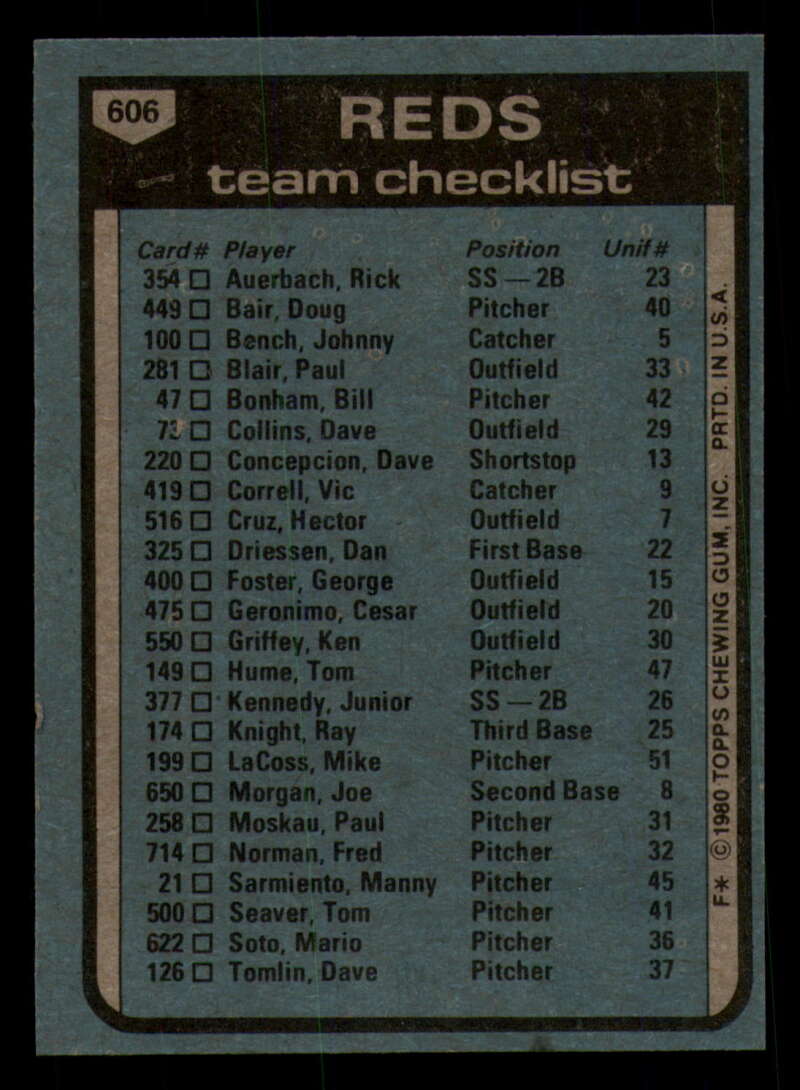 606
REDS
team checklist
Card# Player Position Unif#
354 □ Auerbach, Rick SS — 2B 23
449 □ Bair, Doug Pitcher 40
100 □ Bench, Johnny Catcher 5
281 □ Blair, Paul Outfield 33
47 □ Bonham, Bill Pitcher 42
□ Collins, Dave Outfield 29
220 □ Concepcion, Dave Shortstop 13
419 □ Correll, Vic Catcher 9
516 □ Cruz, Hector Outfield 7
325 □ Driessen, Dan First Base 22
400 □ Foster, George Outfield 15
475 □ Geronimo, Cesar Outfield 20
550 □ Griffey, Ken Outfield 30
149 □ Hume, Tom Pitcher 47
377 □ Kennedy, Junior SS — 2B 26
174 □ Knight, Ray Third Base 25
199 □ LaCoss, Mike Pitcher 51
650 □ Morgan, Joe Second Base 8
258 □ Moskau, Paul Pitcher 31
714 □ Norman, Fred Pitcher 32
21 □ Sarmiento, Manny Pitcher 45
500 □ Seaver, Tom Pitcher 41
622 □ Soto, Mario Pitcher 36
126 □ Tomlin, Dave Pitcher 37
F* ©1980 TOPPS CHEWING GUM, INC. PRTD. IN U.S.A.